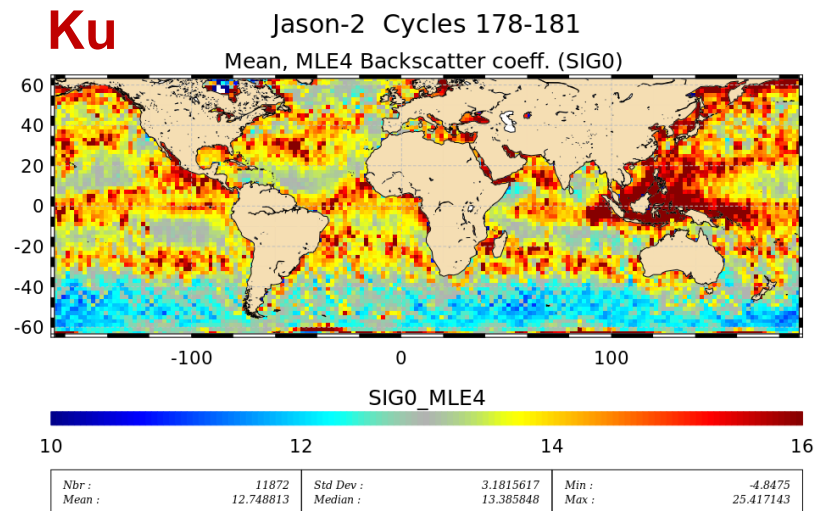 Ku
Jason-2 Cycles 178-181
Mean, MLE4 Backscatter coeff. (SIG0)
60
40
20
0
-20
-40
-60
-100 0 100
SIG0_MLE4
10 12 14 16
Nbr : 11872 Std Dev : 3.1815617 Min : -4.8475
Mean : 12.748813 Median : 13.385848 Max : 25.417143